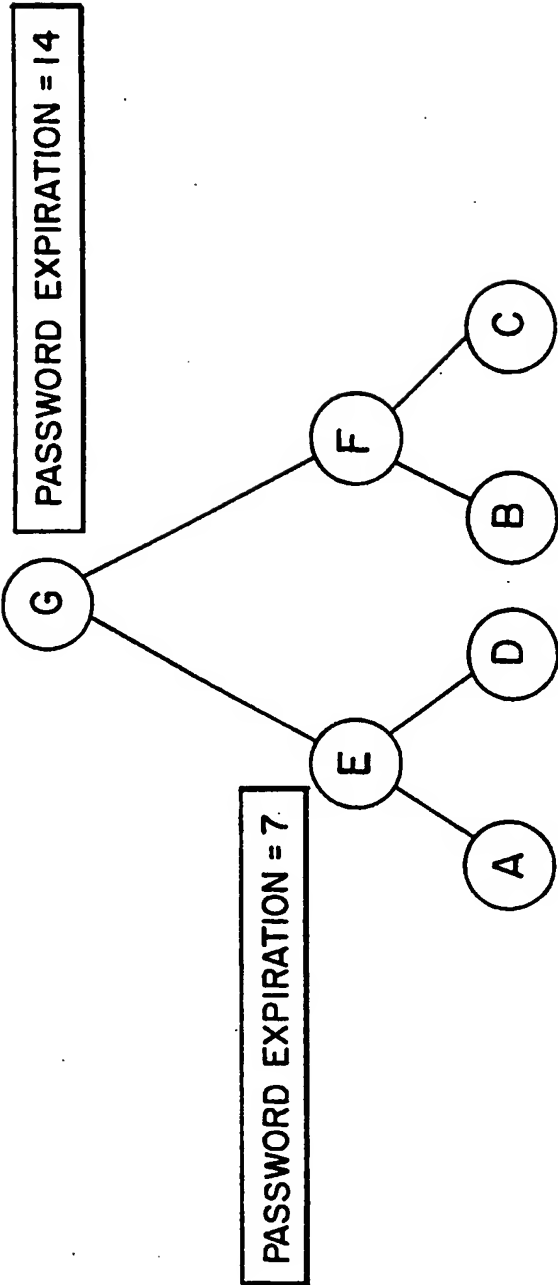 PASSWORD EXPIRATION = 14
G
PASSWORD EXPIRATION = 7
E
F
A
D
B
C